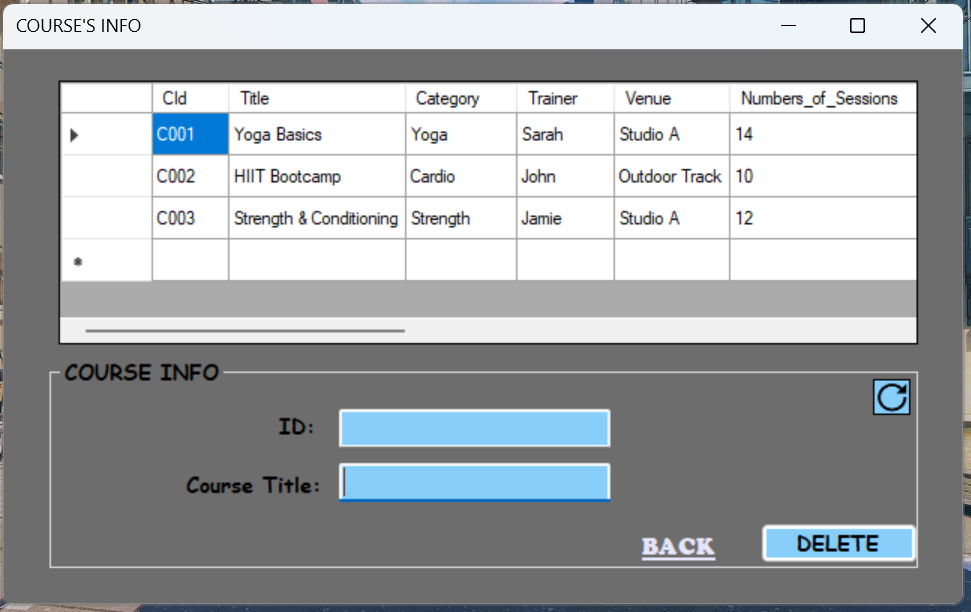 COURSE'S INFO
CId Title Category Trainer Venue Numbers_of_Sessions
C001 Yoga Basics Yoga Sarah Studio A 14
C002 HIIT Bootcamp Cardio John Outdoor Track 10
C003 Strength & Conditioning Strength Jamie Studio A 12
COURSE INFO
ID:
Course Title:
BACK DELETE